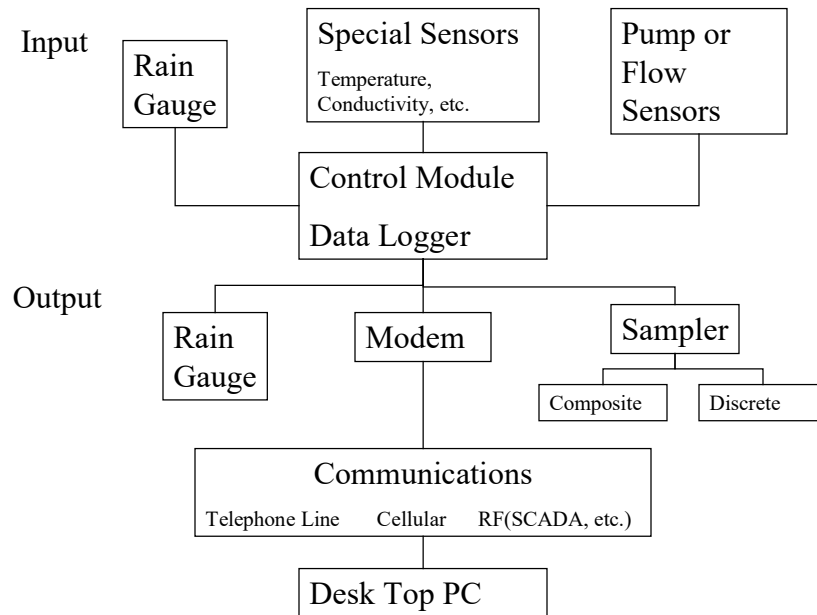 Input
Rain
Gauge
Special Sensors
Temperature,
Conductivity, etc.
Pump or
Flow
Sensors
Control Module
Data Logger
Output
Rain
Gauge
Modem
Sampler
Composite
Discrete
Communications
Telephone Line Cellular RF(SCADA, etc.)
Desk Top PC